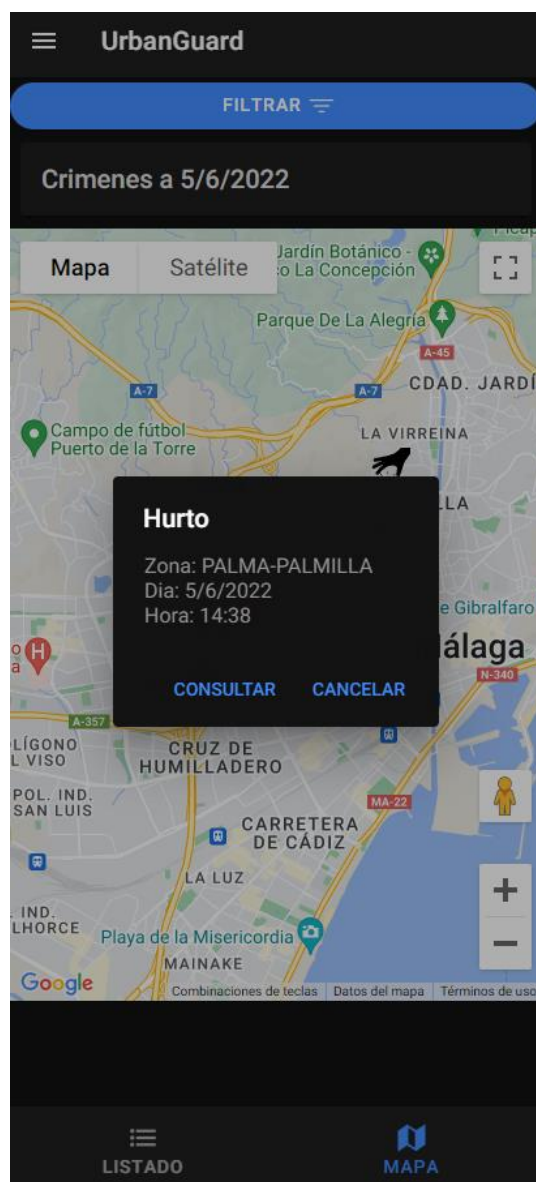 UrbanGuard
FILTRAR
Crimenes a 5/6/2022
Mapa
Satélite
Jardín Botánico -
o La Concepción
Parque De La Alegría
A-45
A-7
A-7
CDAD. JARDÍ
Campo de fútbol
Puerto de la Torre
LA VIRREINA
LLA
Hurto
Zona: PALMA-PALMILLA
Dia: 5/6/2022
Hora: 14:38
CONSULTAR
CANCELAR
e Gibralfaro
álaga
N-340
H
A-357
LÍGONO
L VISO
CRUZ DE
HUMILLADERO
POL. IND.
SAN LUIS
MA-22
CARRETERA
DE CÁDIZ
LA LUZ
. IND.
LHORCE
Playa de la Misericordia
MAINAKE
Google
Combinaciones de teclas
Datos del mapa
Términos de uso
LISTADO
MAPA